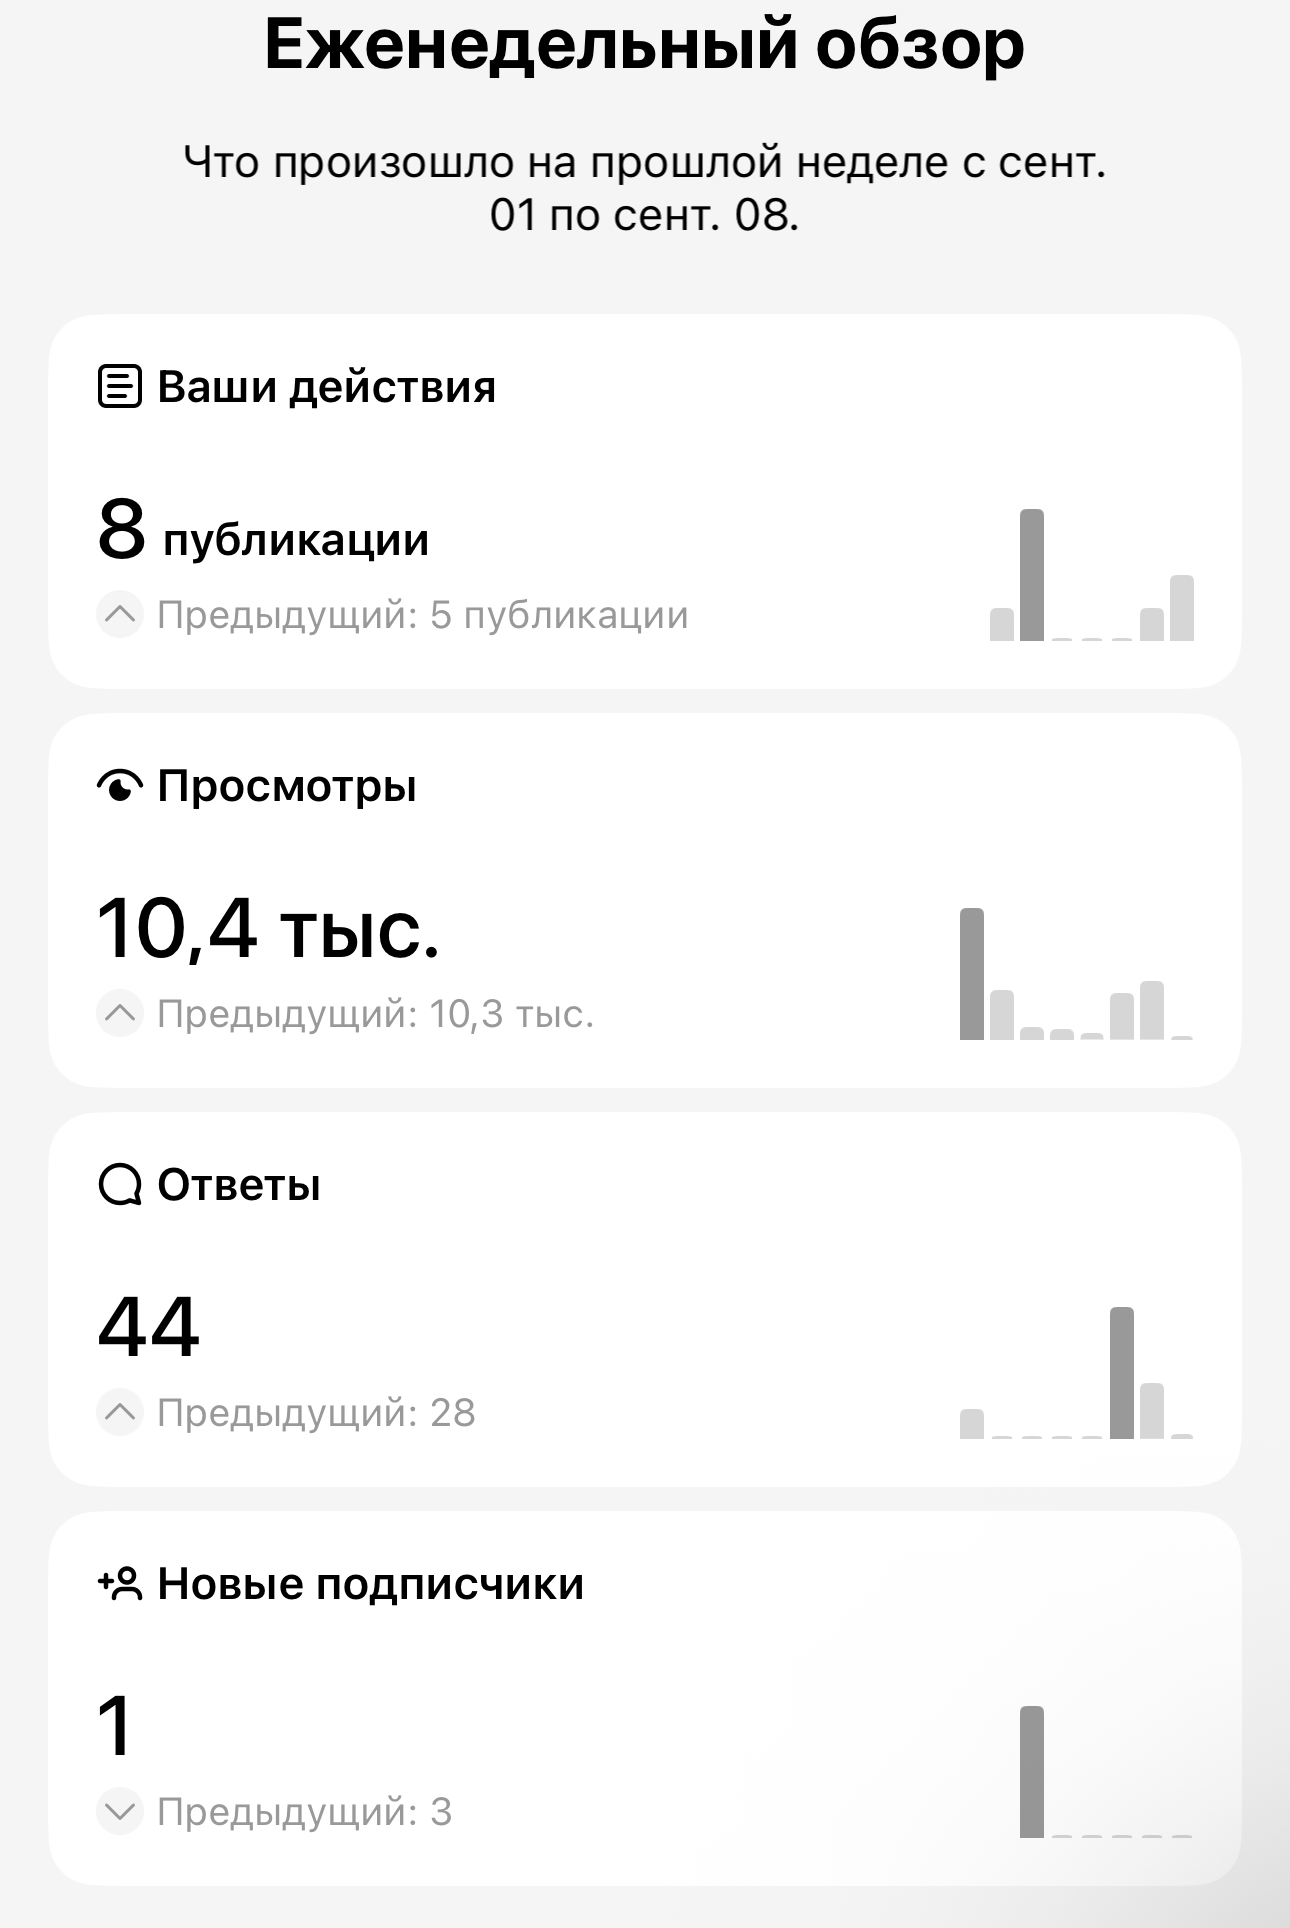 Еженедельный обзор
Что произошло на прошлой неделе с сент.
01 по сент. 08.
Ваши действия
8 публикации
Предыдущий: 5 публикации
Просмотры
10,4 тыс.
Предыдущий: 10,3 тыс.
Ответы
44
Предыдущий: 28
Новые подписчики
1
Предыдущий: 3